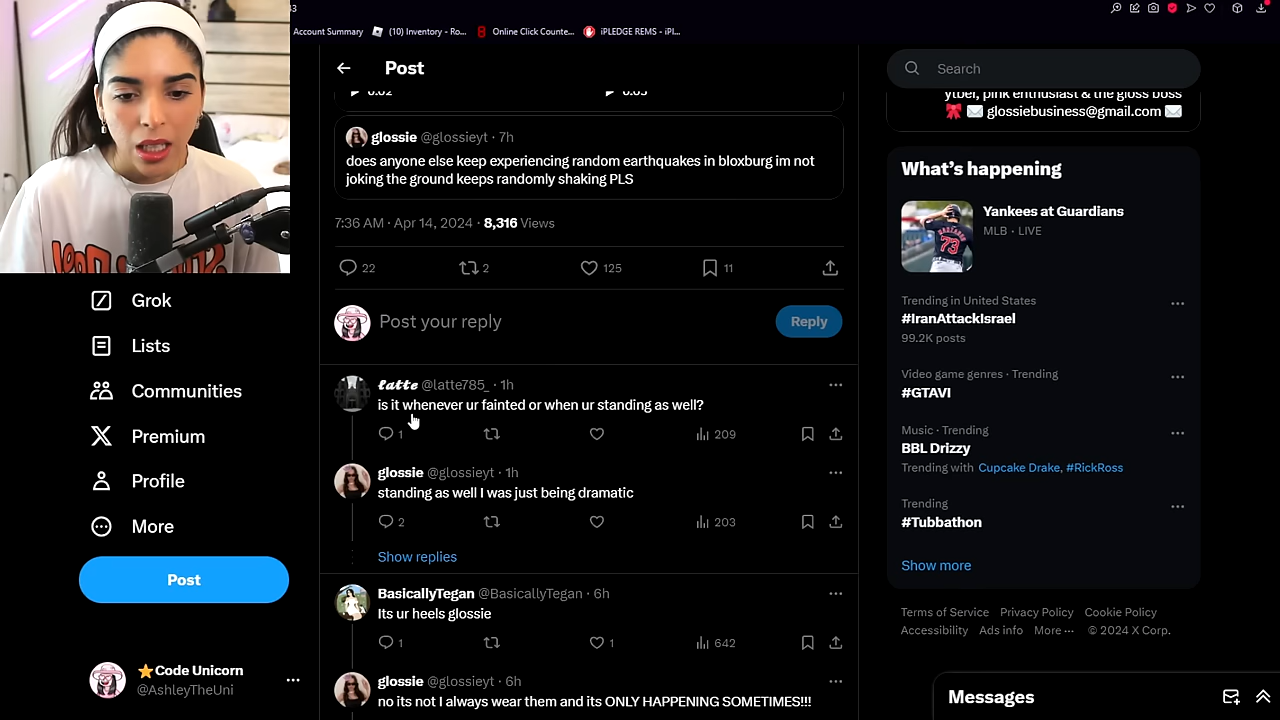 Account Summary
(10) Inventory - Ro...
Online Click Counte...
iPLEDGE REMS - iPl...
Post
Search
ytber, pink enthusiast & the gloss boss
glossiebusiness@gmail.com
glossie @glossieyt · 7h
does anyone else keep experiencing random earthquakes in bloxburg im not
joking the ground keeps randomly shaking PLS
7:36 AM · Apr 14, 2024 · 8,316 Views
22
2
125
11
Post your reply
Reply
latte @latte785_ · 1h
is it whenever ur fainted or when ur standing as well?
1
209
glossie @glossieyt · 1h
standing as well I was just being dramatic
2
203
Show replies
BasicallyTegan @BasicallyTegan · 6h
Its ur heels glossie
1
1
642
glossie @glossieyt · 6h
no its not I always wear them and its ONLY HAPPENING SOMETIMES!!!
Grok
Lists
Communities
Premium
Profile
More
Post
Code Unicorn
@AshleyTheUni
What's happening
Yankees at Guardians
MLB · LIVE
Trending in United States
#IranAttackIsrael
99.2K posts
Video game genres · Trending
#GTAVI
Music · Trending
BBL Drizzy
Trending with Cupcake Drake, #RickRoss
Trending
#Tubbathon
Show more
Terms of Service Privacy Policy Cookie Policy
Accessibility Ads info More ··· © 2024 X Corp.
Messages